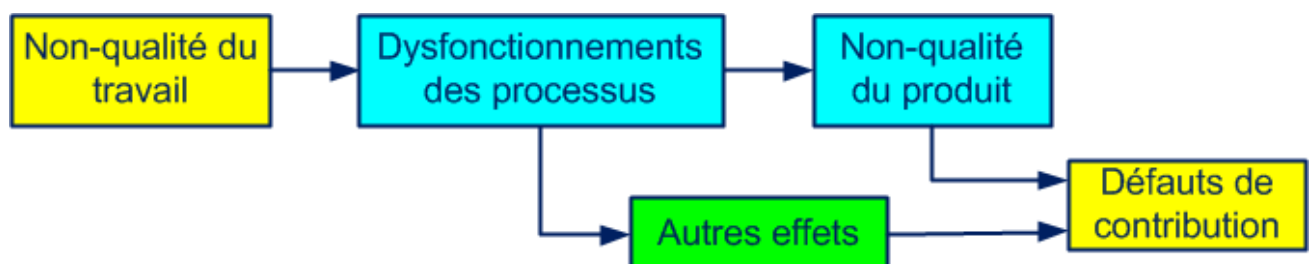 Non-qualité du
travail
Dysfonctionnements
des processus
Non-qualité
du produit
Autres effets
Défauts de
contribution